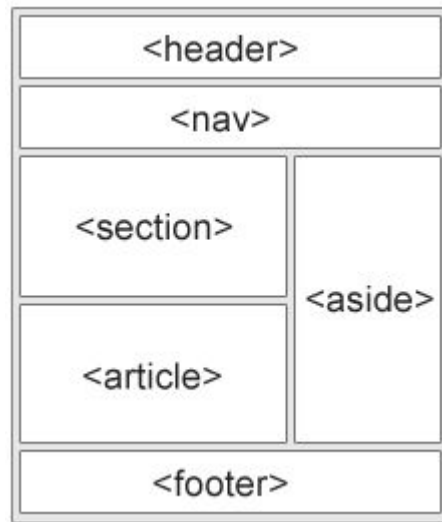 <header>
<nav>
<section>
<aside>
<article>
<footer>